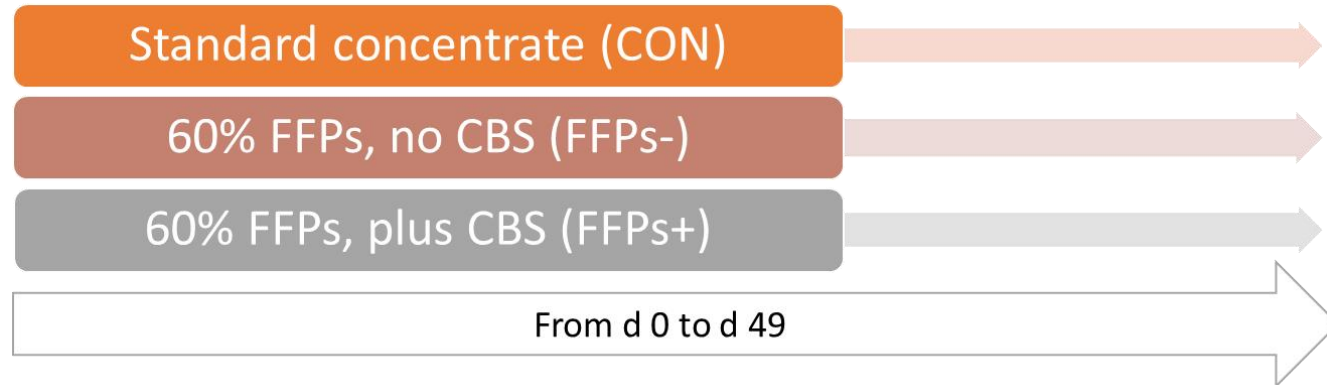 Standard concentrate (CON)
60% FFPs, no CBS (FFPs-)
60% FFPs, plus CBS (FFPs+)
From d 0 to d 49